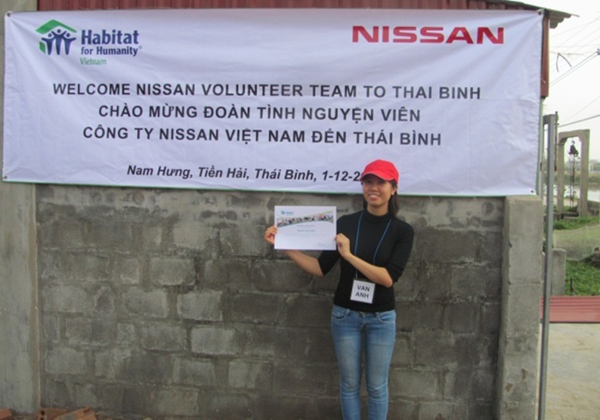 Habitat
for Humanity®
Vietnam
NISSAN
WELCOME NISSAN VOLUNTEER TEAM TO THAI BINH
CHÀO MỪNG ĐOÀN TÌNH NGUYỆN VIÊN
CÔNG TY NISSAN VIỆT NAM ĐẾN THÁI BÌNH
Nam Hưng, Tiền Hải, Thái Bình, 1-12-2
VAN
ANH